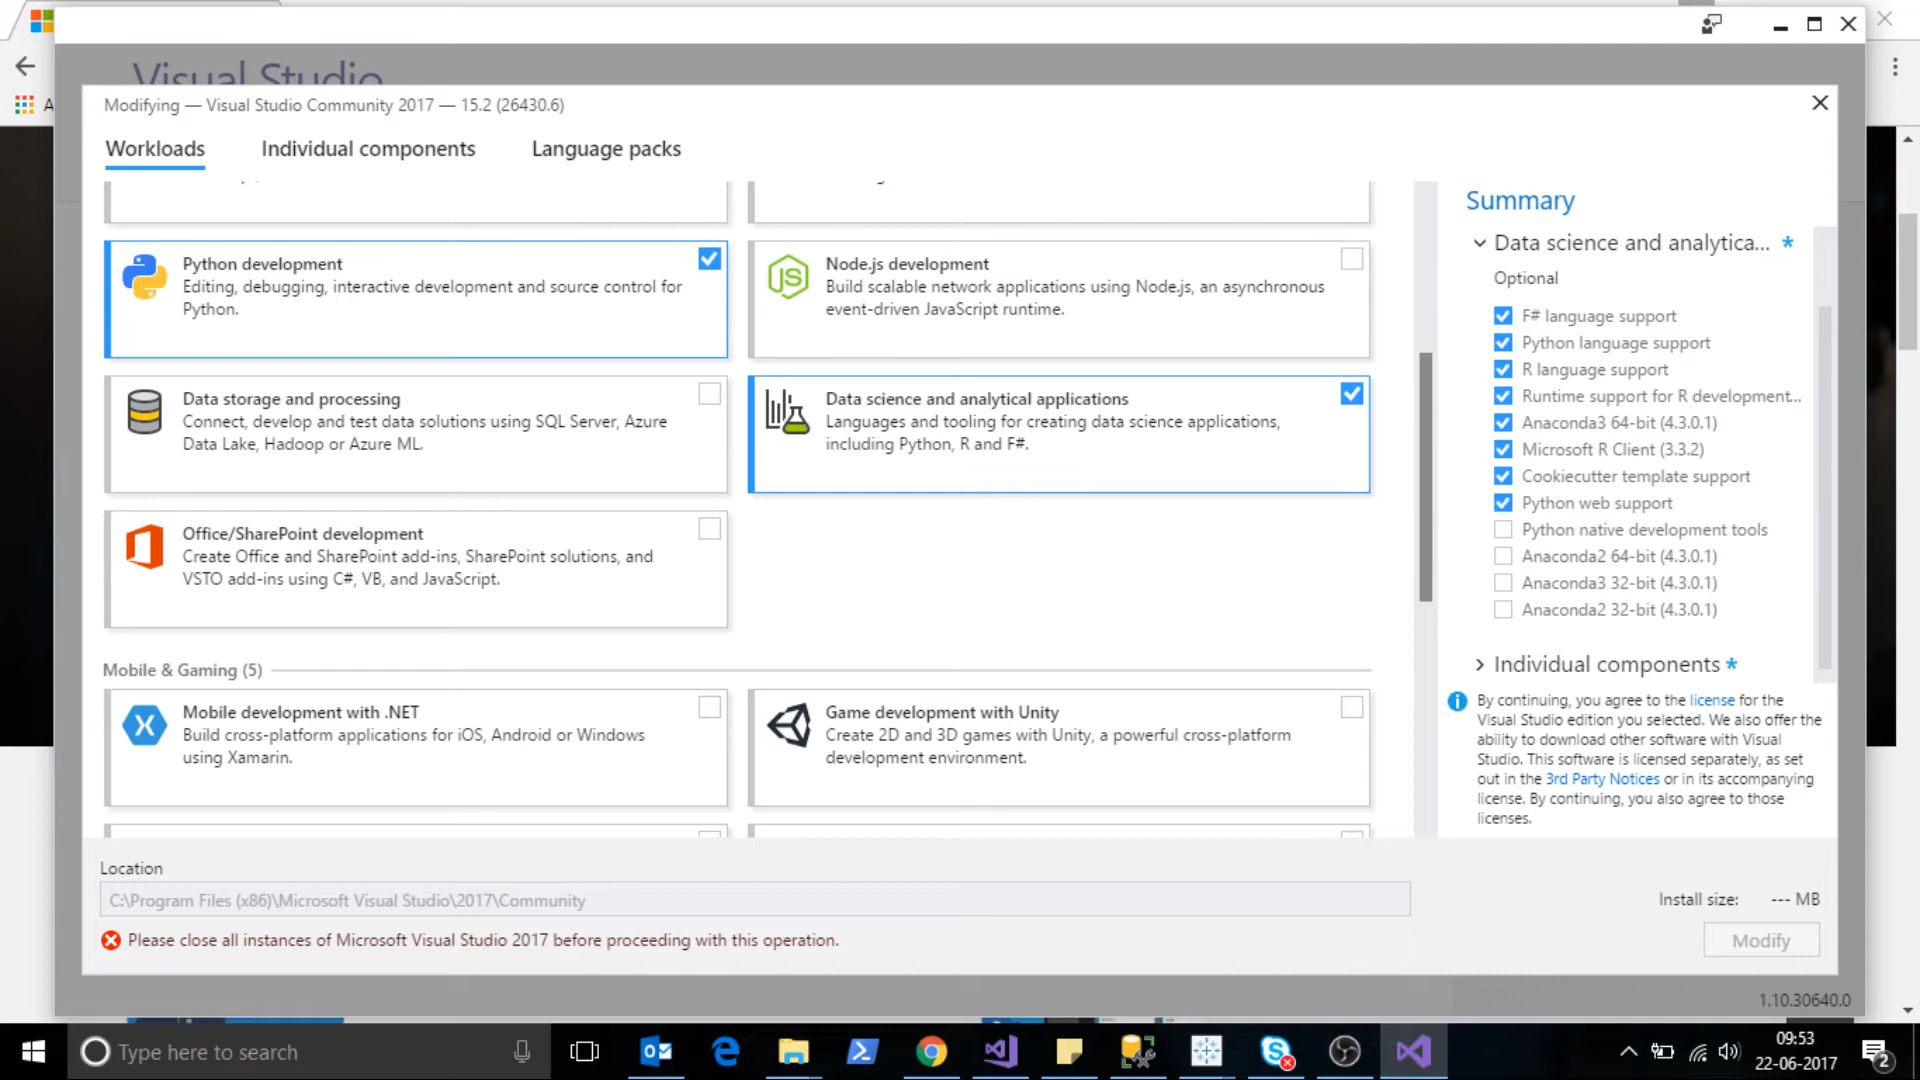 Visual Studio
A
Modifying — Visual Studio Community 2017 — 15.2 (26430.6)
Workloads
Individual components
Language packs
Python development
Editing, debugging, interactive development and source control for
Python.
Node.js development
Build scalable network applications using Node.js, an asynchronous
event-driven JavaScript runtime.
Data storage and processing
Connect, develop and test data solutions using SQL Server, Azure
Data Lake, Hadoop or Azure ML.
Data science and analytical applications
Languages and tooling for creating data science applications,
including Python, R and F#.
Office/SharePoint development
Create Office and SharePoint add-ins, SharePoint solutions, and
VSTO add-ins using C#, VB, and JavaScript.
Mobile & Gaming (5)
Mobile development with .NET
Build cross-platform applications for iOS, Android or Windows
using Xamarin.
Game development with Unity
Create 2D and 3D games with Unity, a powerful cross-platform
development environment.
Summary
Data science and analytica... *
Optional
F# language support
Python language support
R language support
Runtime support for R development...
Anaconda3 64-bit (4.3.0.1)
Microsoft R Client (3.3.2)
Cookiecutter template support
Python web support
Python native development tools
Anaconda2 64-bit (4.3.0.1)
Anaconda3 32-bit (4.3.0.1)
Anaconda2 32-bit (4.3.0.1)
Individual components *
By continuing, you agree to the license for the
Visual Studio edition you selected. We also offer the
ability to download other software with Visual
Studio. This software is licensed separately, as set
out in the 3rd Party Notices or in its accompanying
license. By continuing, you also agree to those
licenses.
Location
C:\Program Files (x86)\Microsoft Visual Studio\2017\Community
Install size: --- MB
Please close all instances of Microsoft Visual Studio 2017 before proceeding with this operation.
Modify
1.10.30640.0
Type here to search
09:53
22-06-2017
2